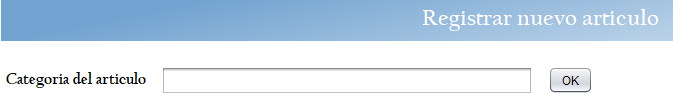 Registrar nuevo articulo
Categoria del articulo
OK